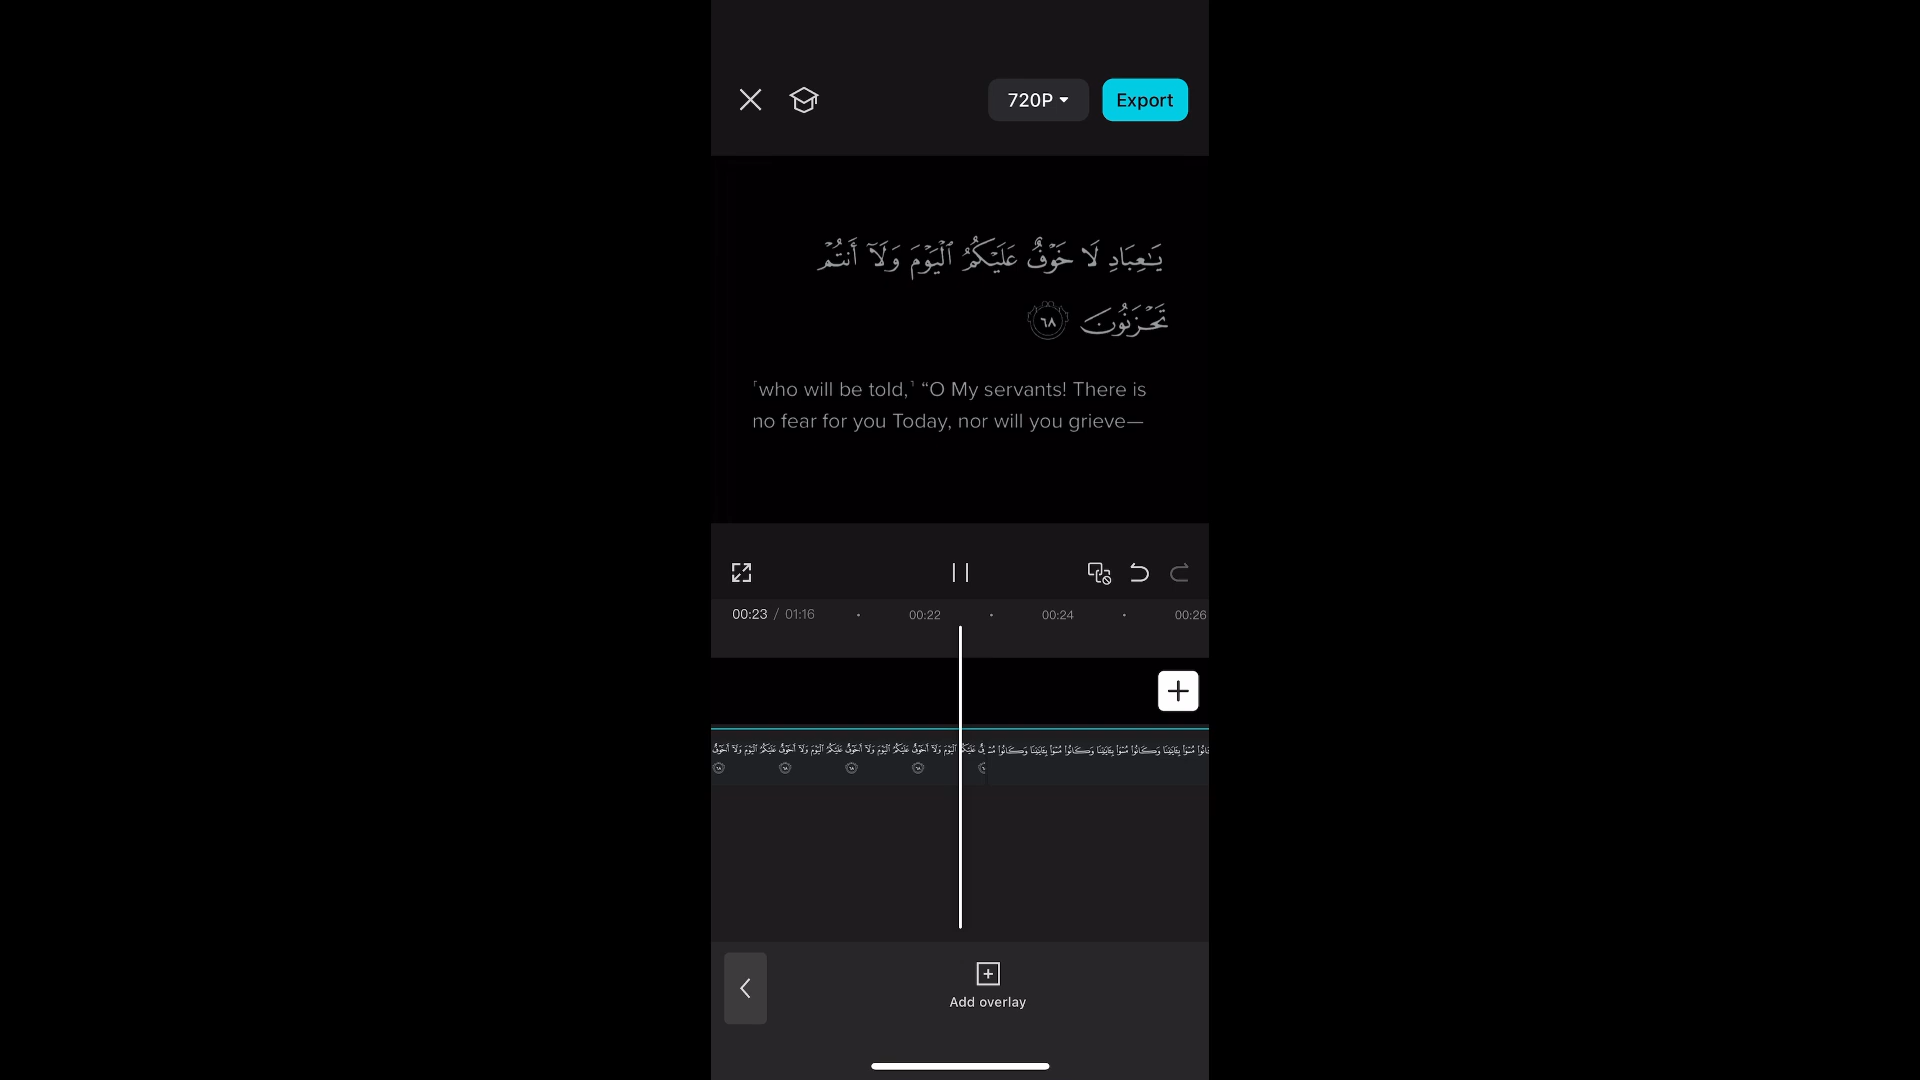 720P
Export
يَـٰعِبَادِ لَا خَوْفٌ عَلَيْكُمُ ٱلْيَوْمَ وَلَآ أَنتُمْ
تَحْزَنُونَ ٦٨
⸢who will be told,⸣ “O My servants! There is
no fear for you Today, nor will you grieve—
00:23 / 01:16
00:22
00:24
00:26
Add overlay